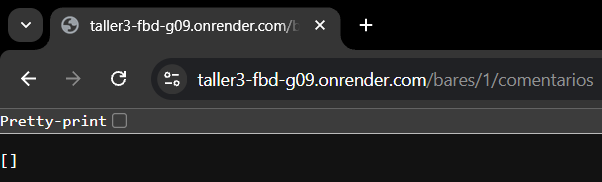 taller3-fbd-g09.onrender.com/b
taller3-fbd-g09.onrender.com/bares/1/comentarios
Pretty-print
[]